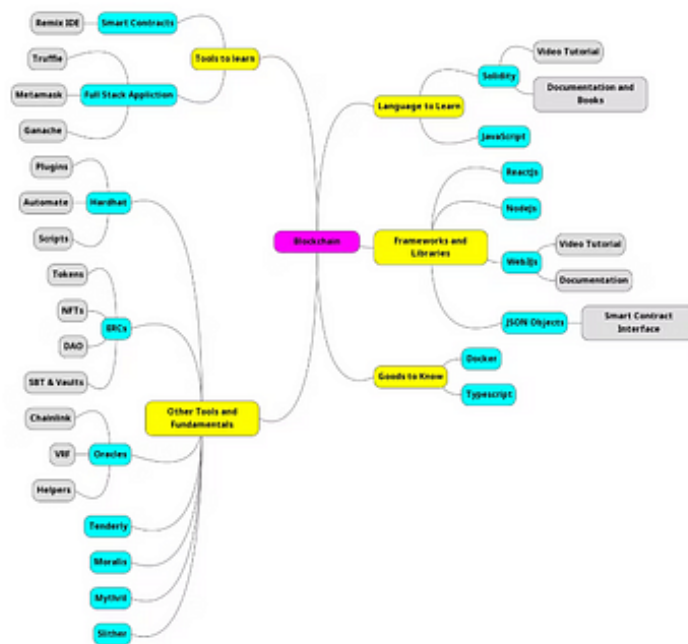 Remix IDE
Smart Contracts
Truffle
Metamask
Full Stack Appliction
Ganache
Tools to learn
Plugins
Automate
Hardhat
Scripts
Tokens
NFTs
ERCs
DAO
SBT & Vaults
Chainlink
VRF
Oracles
Helpers
Tenderly
Moralis
Mythril
Slither
Other Tools and
Fundamentals
Blockchain
Language to Learn
Solidity
Video Tutorial
Documentation and
Books
JavaScript
Frameworks and
Libraries
ReactJs
NodeJs
Web3Js
Video Tutorial
Documentation
JSON Objects
Smart Contract
Interface
Goods to Know
Docker
Typescript